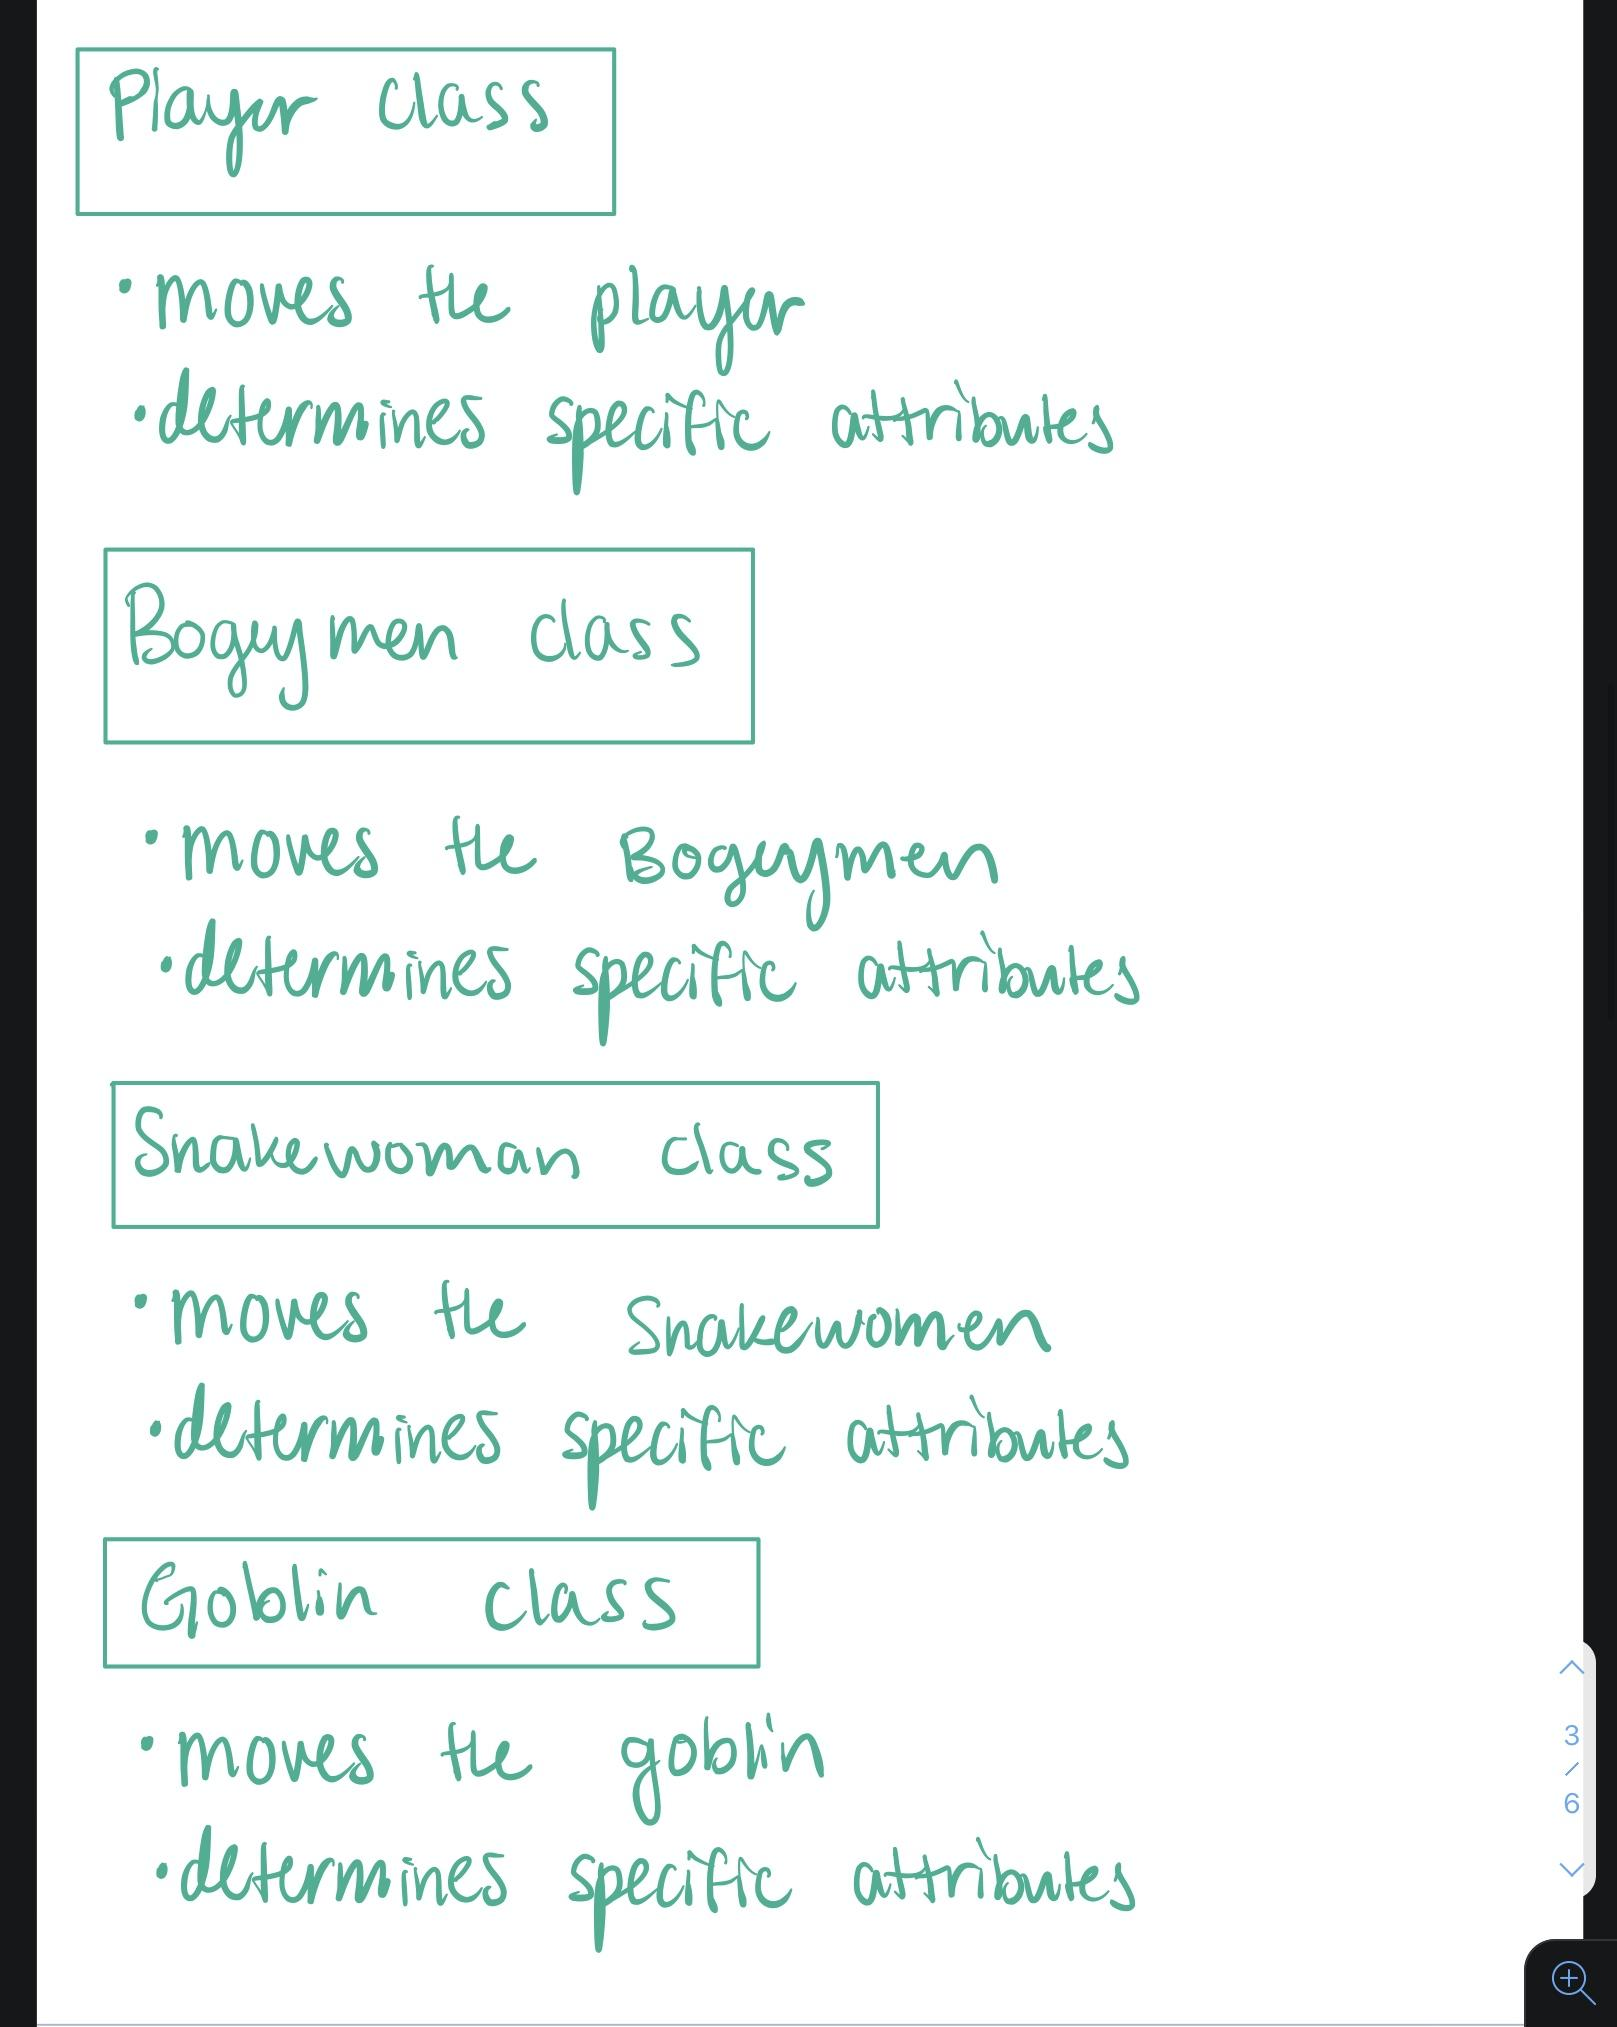 Player class
• moves the player
• determines specific attributes
Bogeymen class
• moves the Bogeymen
• determines specific attributes
Snakewoman class
• moves the Snakewomen
• determines specific attributes
Goblin class
• moves the goblin
• determines specific attributes
3
/
6